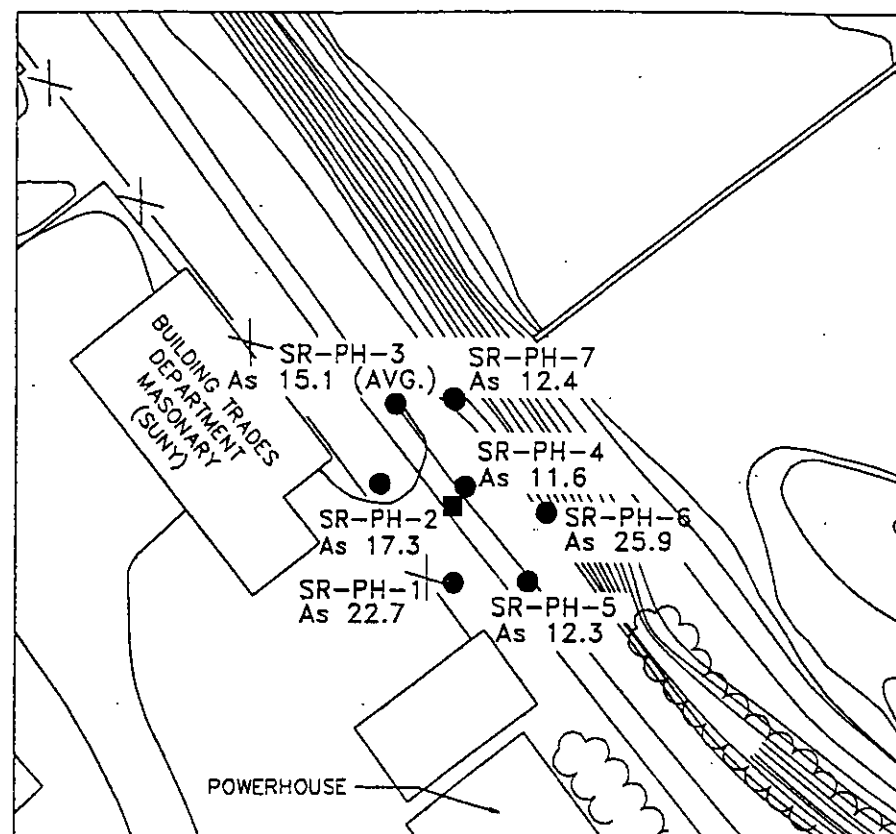 BUILDING TRADES
DEPARTMENT
MASONARY
(SUNY)
SR-PH-3
As 15.1 (AVG.)
SR-PH-7
As 12.4
SR-PH-4
As 11.6
SR-PH-2
As 17.3
SR-PH-6
As 25.9
SR-PH-1
As 22.7
SR-PH-5
As 12.3
POWERHOUSE